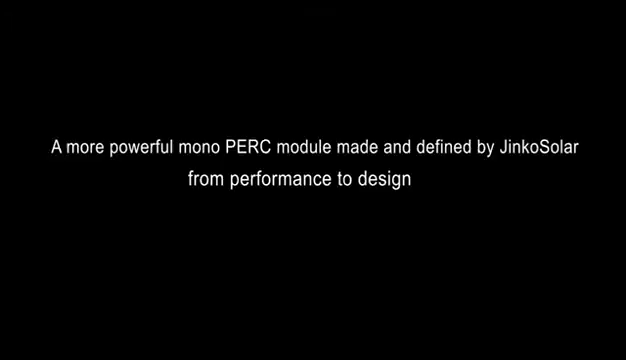 A more powerful mono PERC module made and defined by JinkoSolar
from performance to design